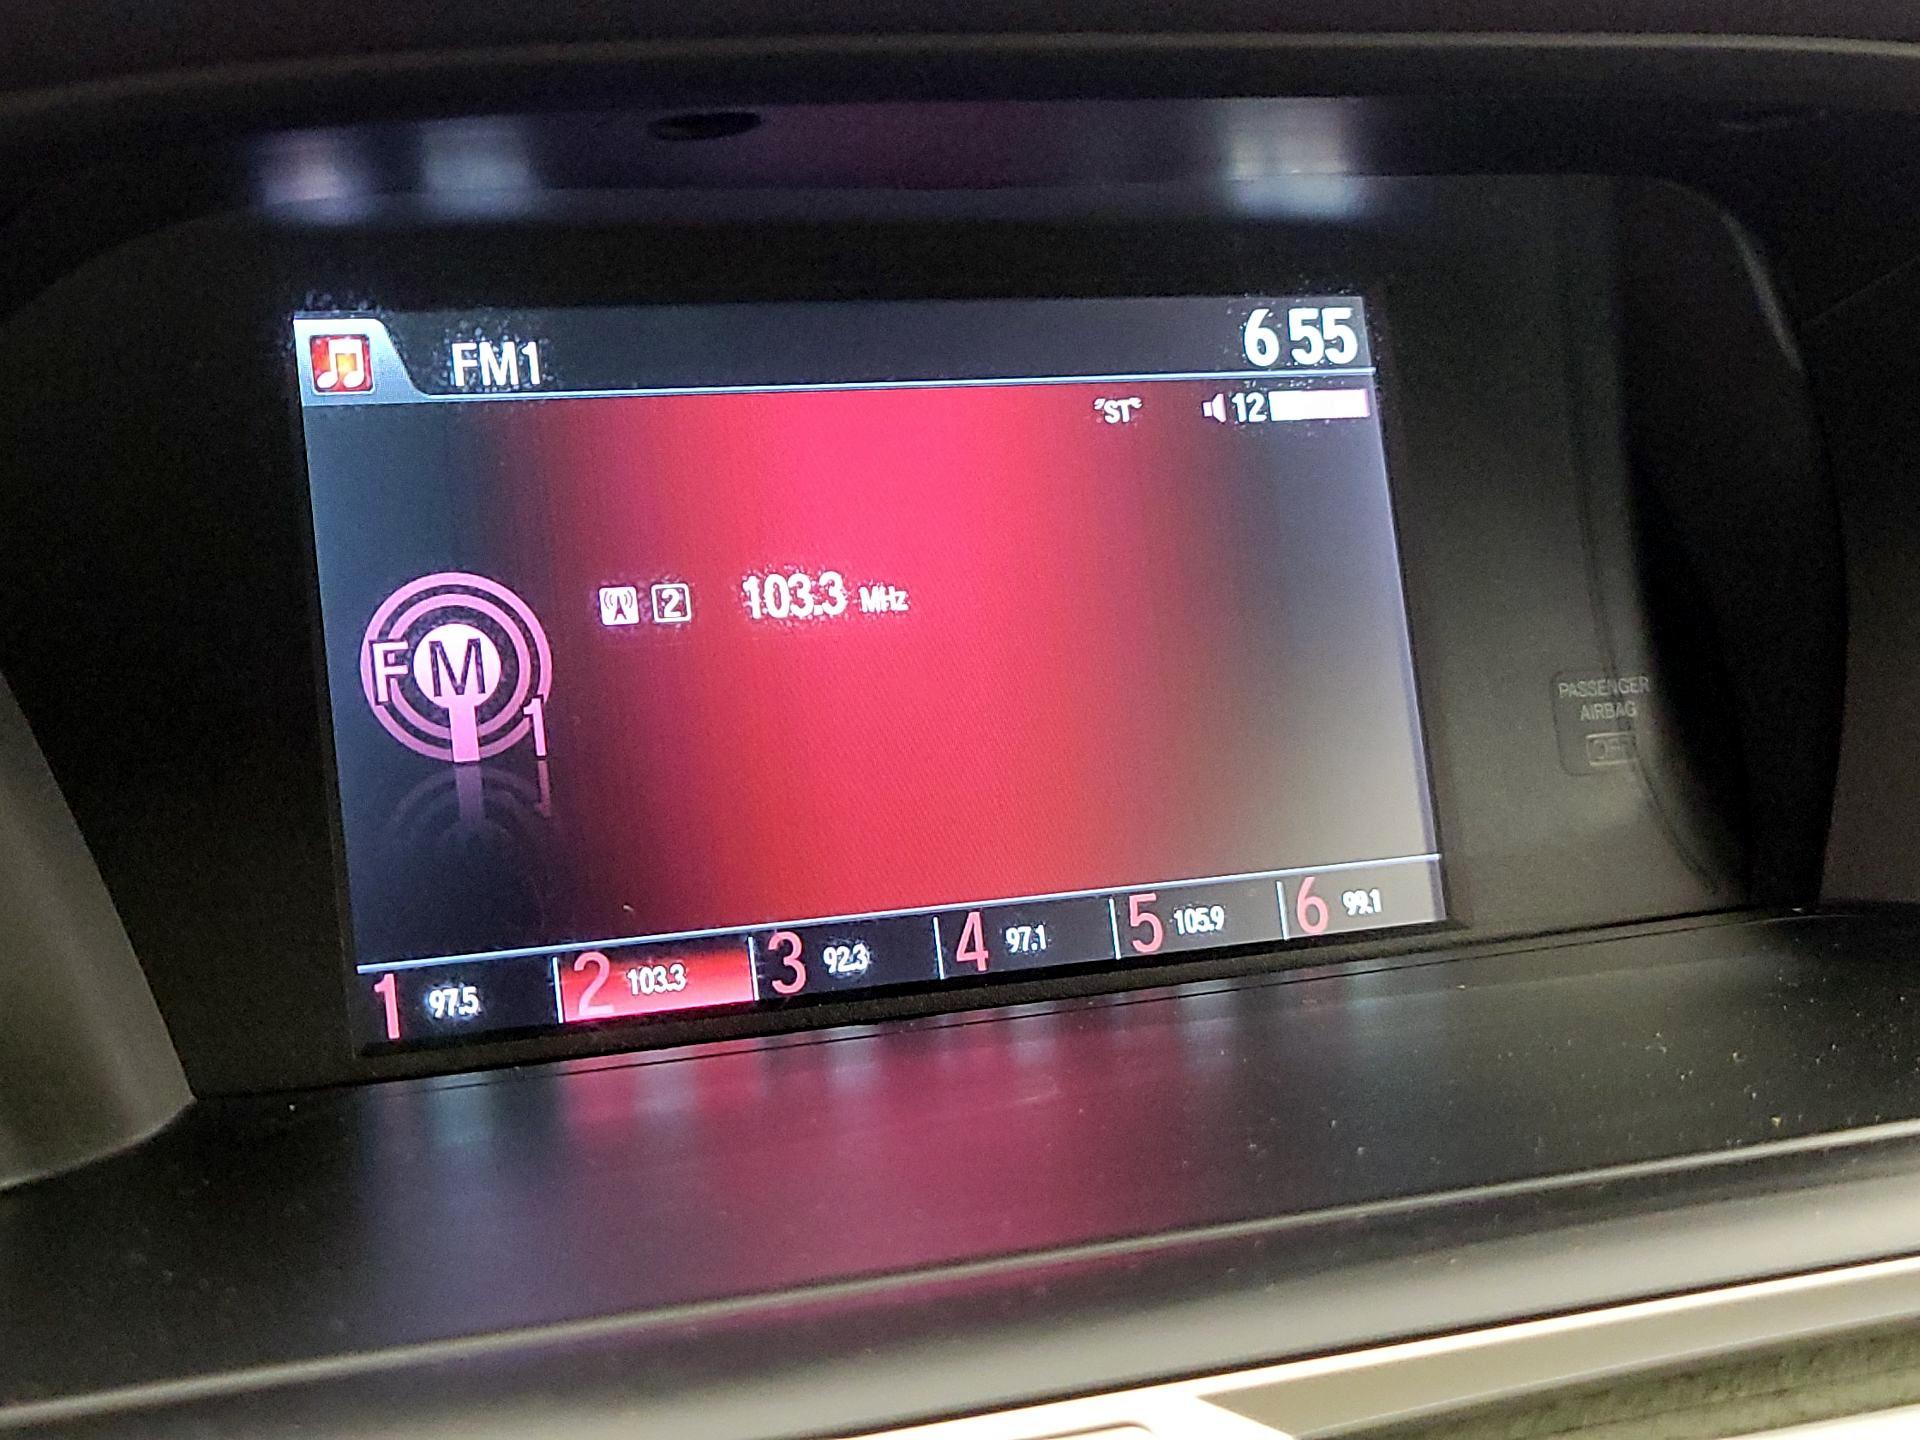 FM1
6 55
"ST"
12
2 103.3 MHz
FM
1
PASSENGER
AIRBAG
OFF
1 97.5 2 103.3 3 92.3 4 97.1 5 105.9 6 99.1